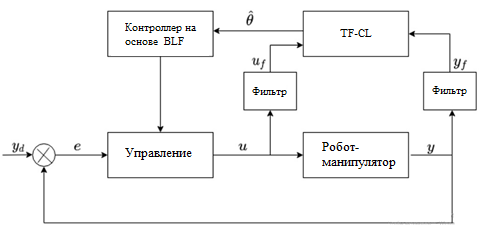 Контроллер на
основе BLF
θ̂
TF-CL
u_f
y_f
Фильтр
Фильтр
y_d
e
Управление
u
Робот-
манипулятор
y